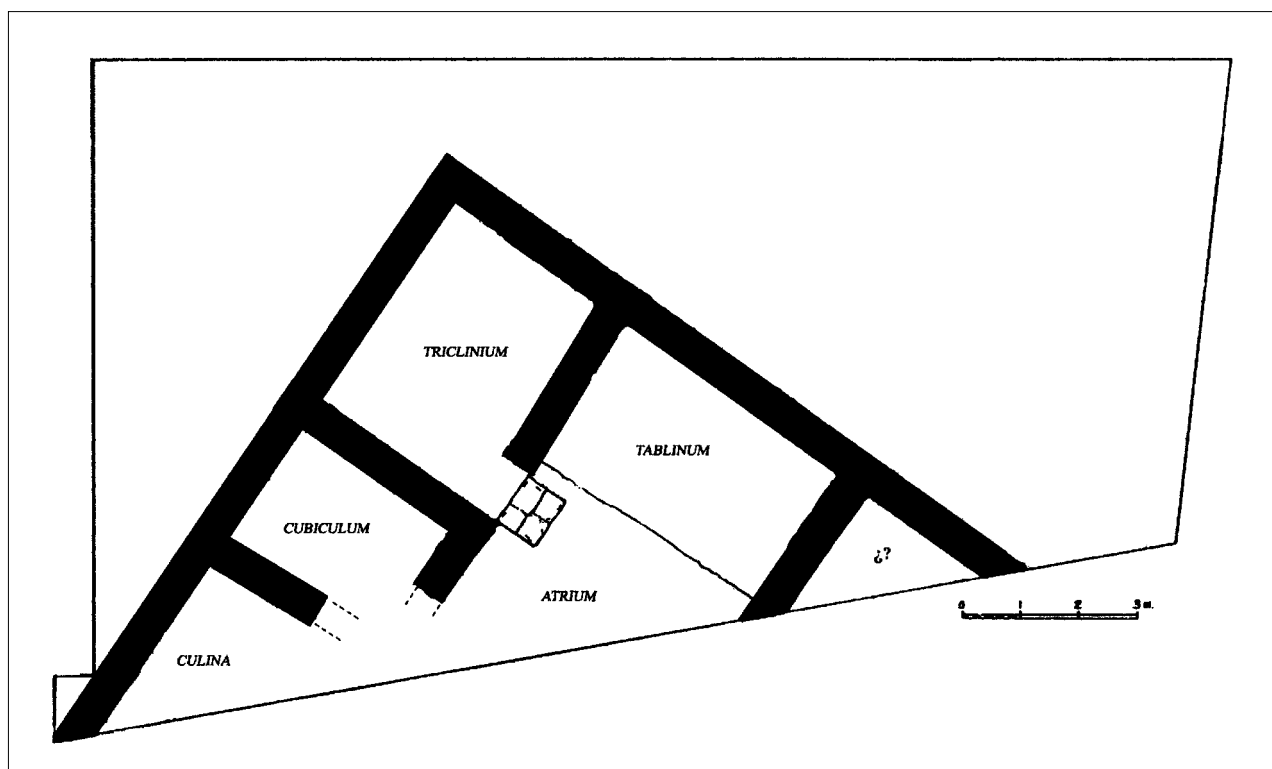 TRICLINIUM
TABLINUM
CUBICULUM
¿?
ATRIUM
0 1 2 3 m.
CULINA